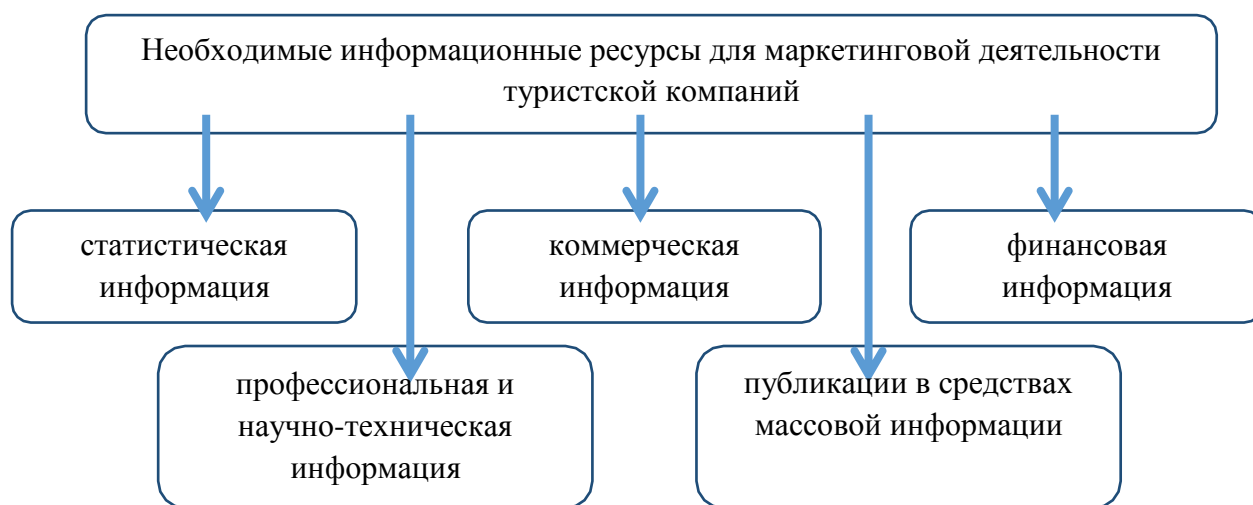 Необходимые информационные ресурсы для маркетинговой деятельности
туристской компаний
статистическая
информация
коммерческая
информация
финансовая
информация
профессиональная и
научно-техническая
информация
публикации в средствах
массовой информации